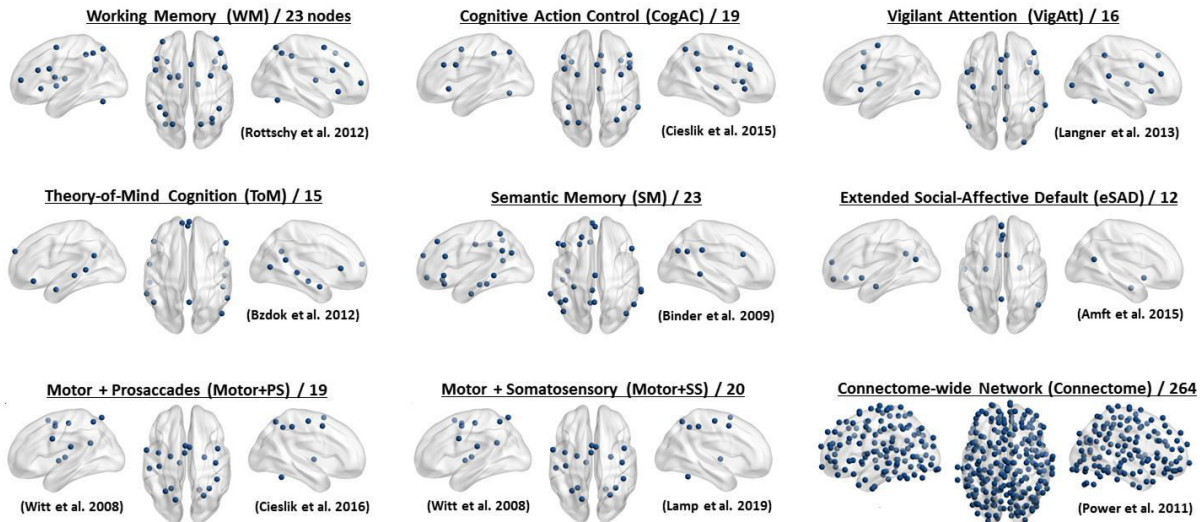 Working Memory (WM) / 23 nodes
(Rottschy et al. 2012)
Cognitive Action Control (CogAC) / 19
(Cieslik et al. 2015)
Vigilant Attention (VigAtt) / 16
(Langner et al. 2013)
Theory-of-Mind Cognition (ToM) / 15
(Bzdok et al. 2012)
Semantic Memory (SM) / 23
(Binder et al. 2009)
Extended Social-Affective Default (eSAD) / 12
(Amft et al. 2015)
Motor + Prosaccades (Motor+PS) / 19
(Witt et al. 2008)
(Cieslik et al. 2016)
Motor + Somatosensory (Motor+SS) / 20
(Witt et al. 2008)
(Lamp et al. 2019)
Connectome-wide Network (Connectome) / 264
(Power et al. 2011)